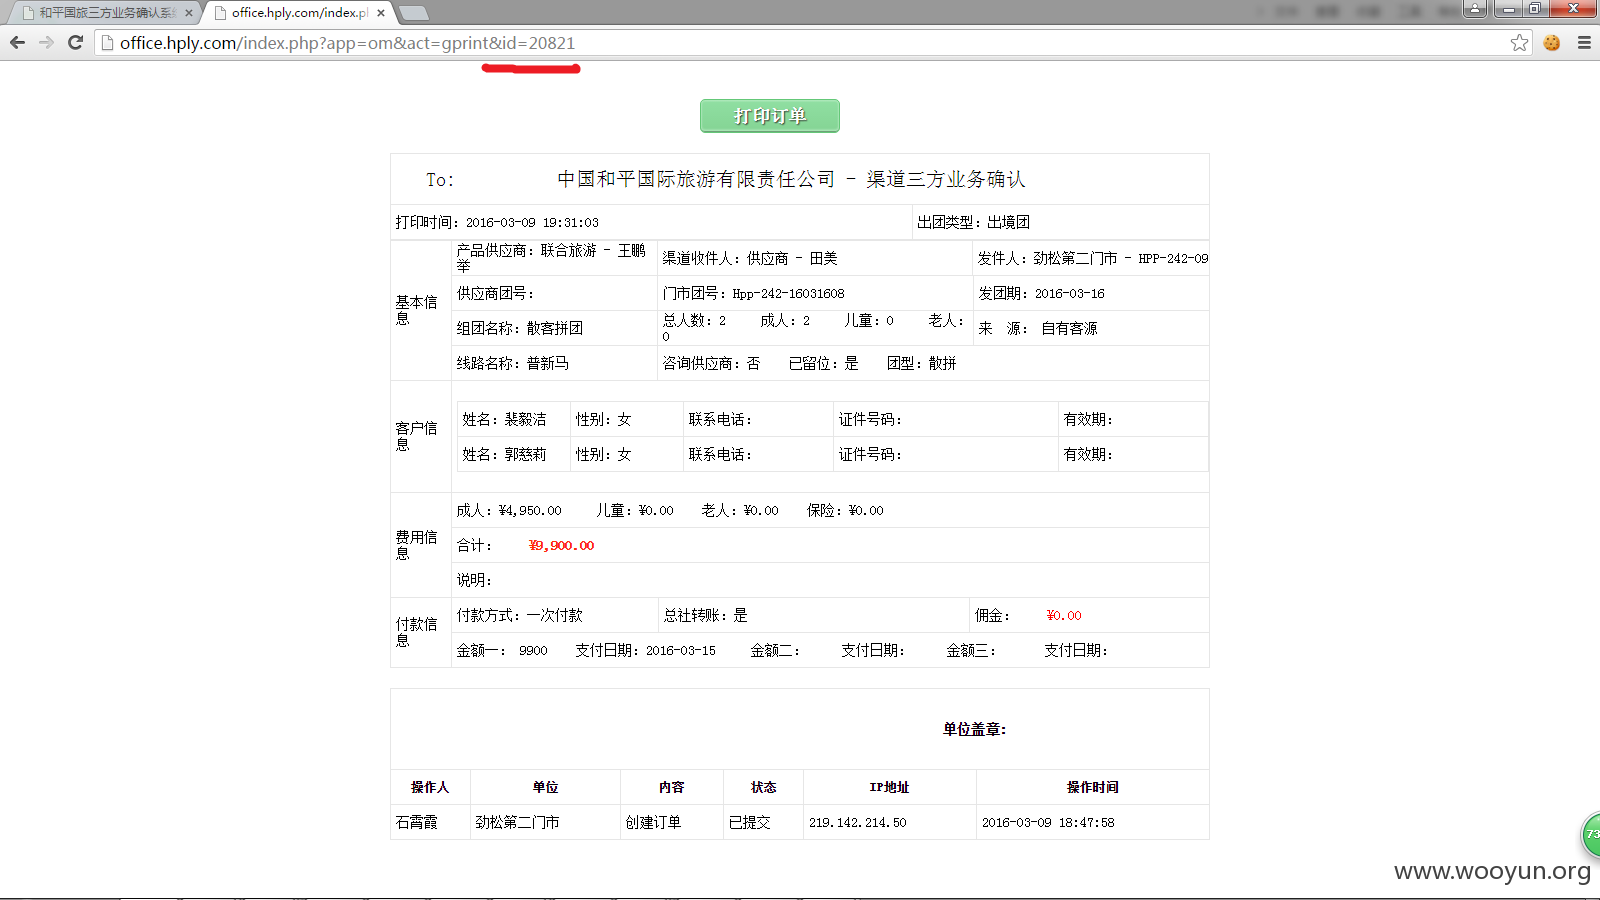 和平国旅三方业务确认系
office.hply.com/index.pl
office.hply.com/index.php?app=om&act=gprint&id=20821
打印订单
To: 中国和平国际旅游有限责任公司 - 渠道三方业务确认
打印时间: 2016-03-09 19:31:03 出团类型: 出境团
基本信息
产品供应商: 联合旅游 - 王鹏举 渠道收件人: 供应商 - 田美 发件人: 劲松第二门市 - HPP-242-09
供应商团号: 门市团号: Hpp-242-16031608 发团期: 2016-03-16
组团名称: 散客拼团 总人数: 2 成人: 2 儿童: 0 老人: 0 来 源: 自有客源
线路名称: 普新马 咨询供应商: 否 已留位: 是 团型: 散拼
客户信息
姓名: 裴毅洁 性别: 女 联系电话: 证件号码: 有效期:
姓名: 郭慈莉 性别: 女 联系电话: 证件号码: 有效期:
费用信息
成人: ¥4,950.00 儿童: ¥0.00 老人: ¥0.00 保险: ¥0.00
合计: ¥9,900.00
说明:
付款信息
付款方式: 一次付款 总社转账: 是 佣金: ¥0.00
金额一: 9900 支付日期: 2016-03-15 金额二: 支付日期: 金额三: 支付日期:
单位盖章:
操作人 单位 内容 状态 IP地址 操作时间
石霄霞 劲松第二门市 创建订单 已提交 219.142.214.50 2016-03-09 18:47:58
73
www.wooyun.org